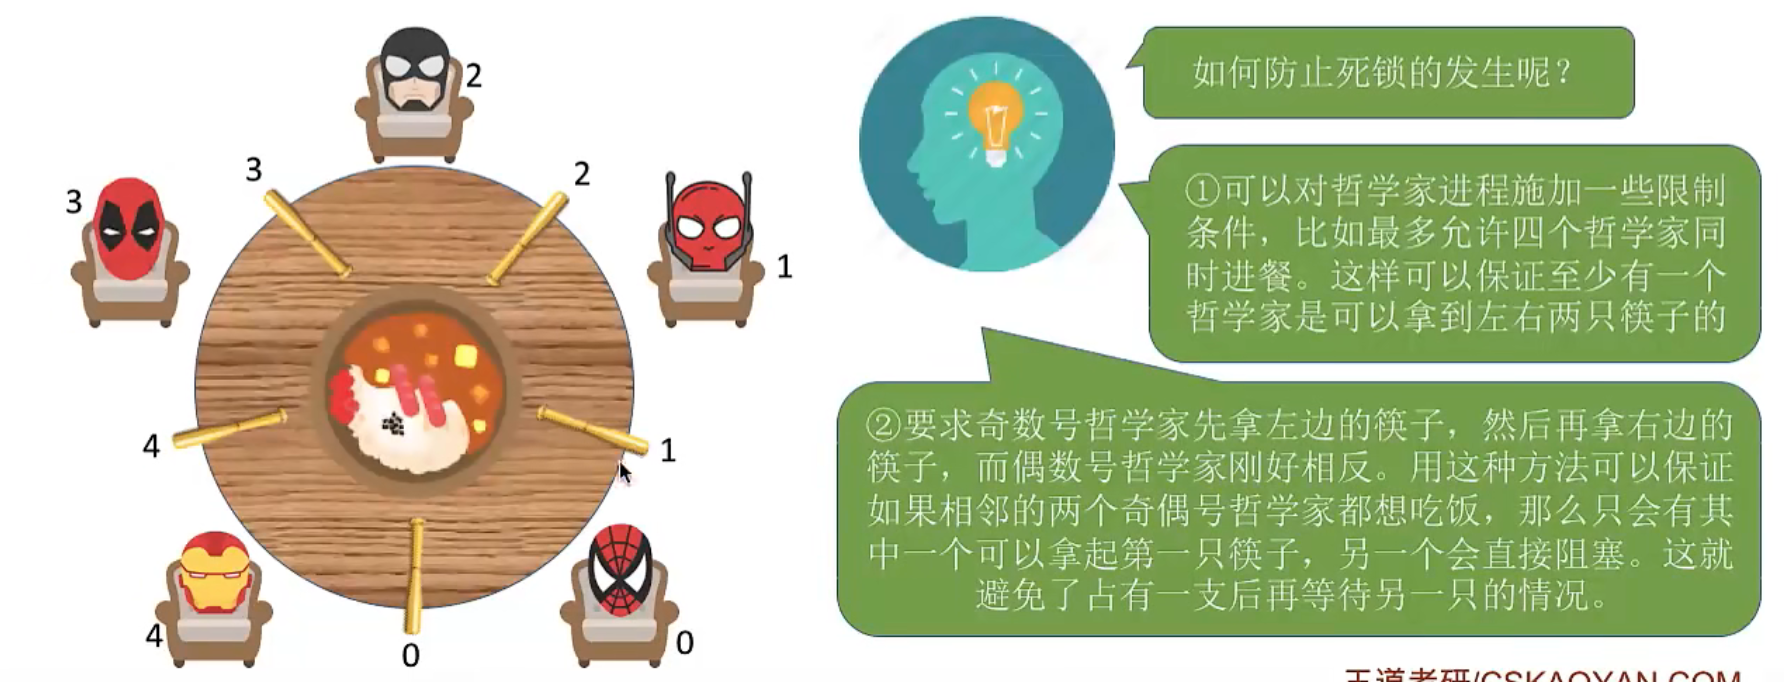 2
如何防止死锁的发生呢？
3
2
3
1
①可以对哲学家进程施加一些限制
条件，比如最多允许四个哲学家同
时进餐。这样可以保证至少有一个
哲学家是可以拿到左右两只筷子的
4
1
②要求奇数号哲学家先拿左边的筷子，然后再拿右边的
筷子，而偶数号哲学家刚好相反。用这种方法可以保证
如果相邻的两个奇偶号哲学家都想吃饭，那么只会有其
中一个可以拿起第一只筷子，另一个会直接阻塞。这就
避免了占有一支后再等待另一只的情况。
4
0
0
王道考研/CSKAOYAN.COM